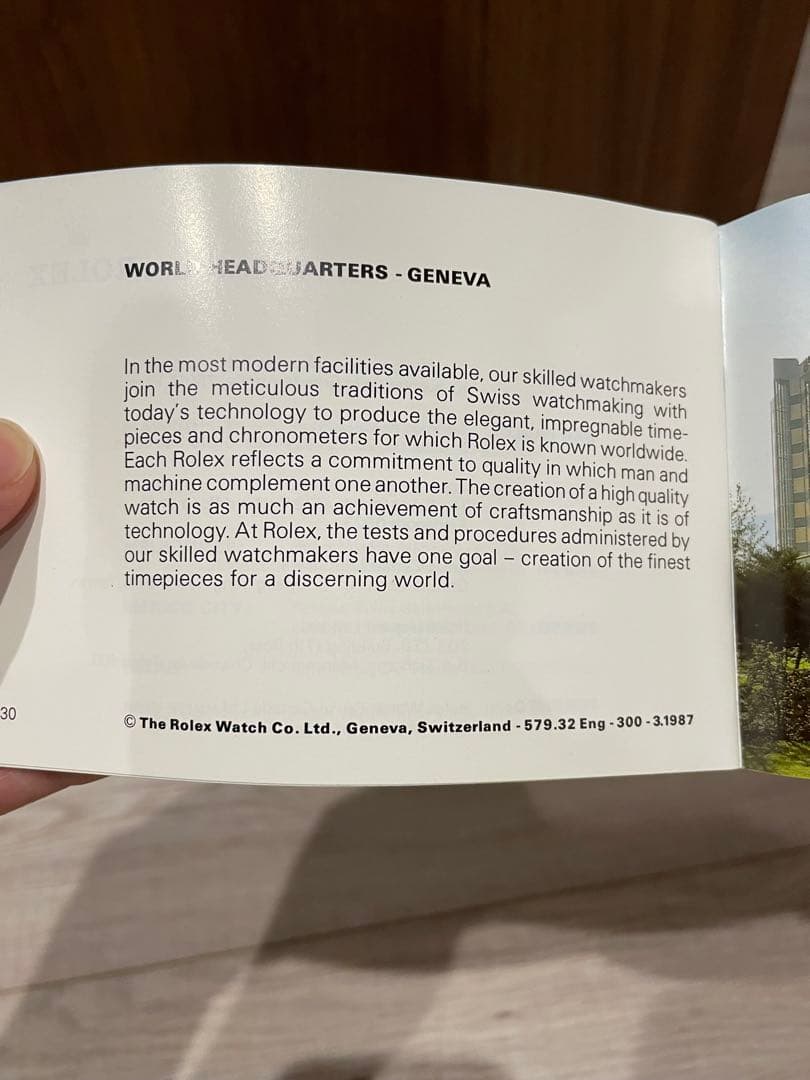 WORLD HEADQUARTERS - GENEVA
In the most modern facilities available, our skilled watchmakers
join the meticulous traditions of Swiss watchmaking with
today's technology to produce the elegant, impregnable time-
pieces and chronometers for which Rolex is known worldwide.
Each Rolex reflects a commitment to quality in which man and
machine complement one another. The creation of a high quality
watch is as much an achievement of craftsmanship as it is of
technology. At Rolex, the tests and procedures administered by
our skilled watchmakers have one goal – creation of the finest
timepieces for a discerning world.
30
© The Rolex Watch Co. Ltd., Geneva, Switzerland - 579.32 Eng - 300 - 3.1987